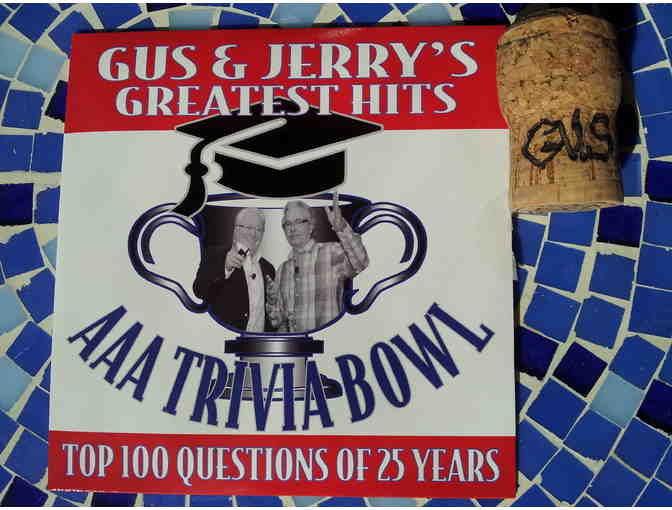 GUS & JERRY'S
GREATEST HITS
GUS
AAA TRIVIA BOWL
TOP 100 QUESTIONS OF 25 YEARS